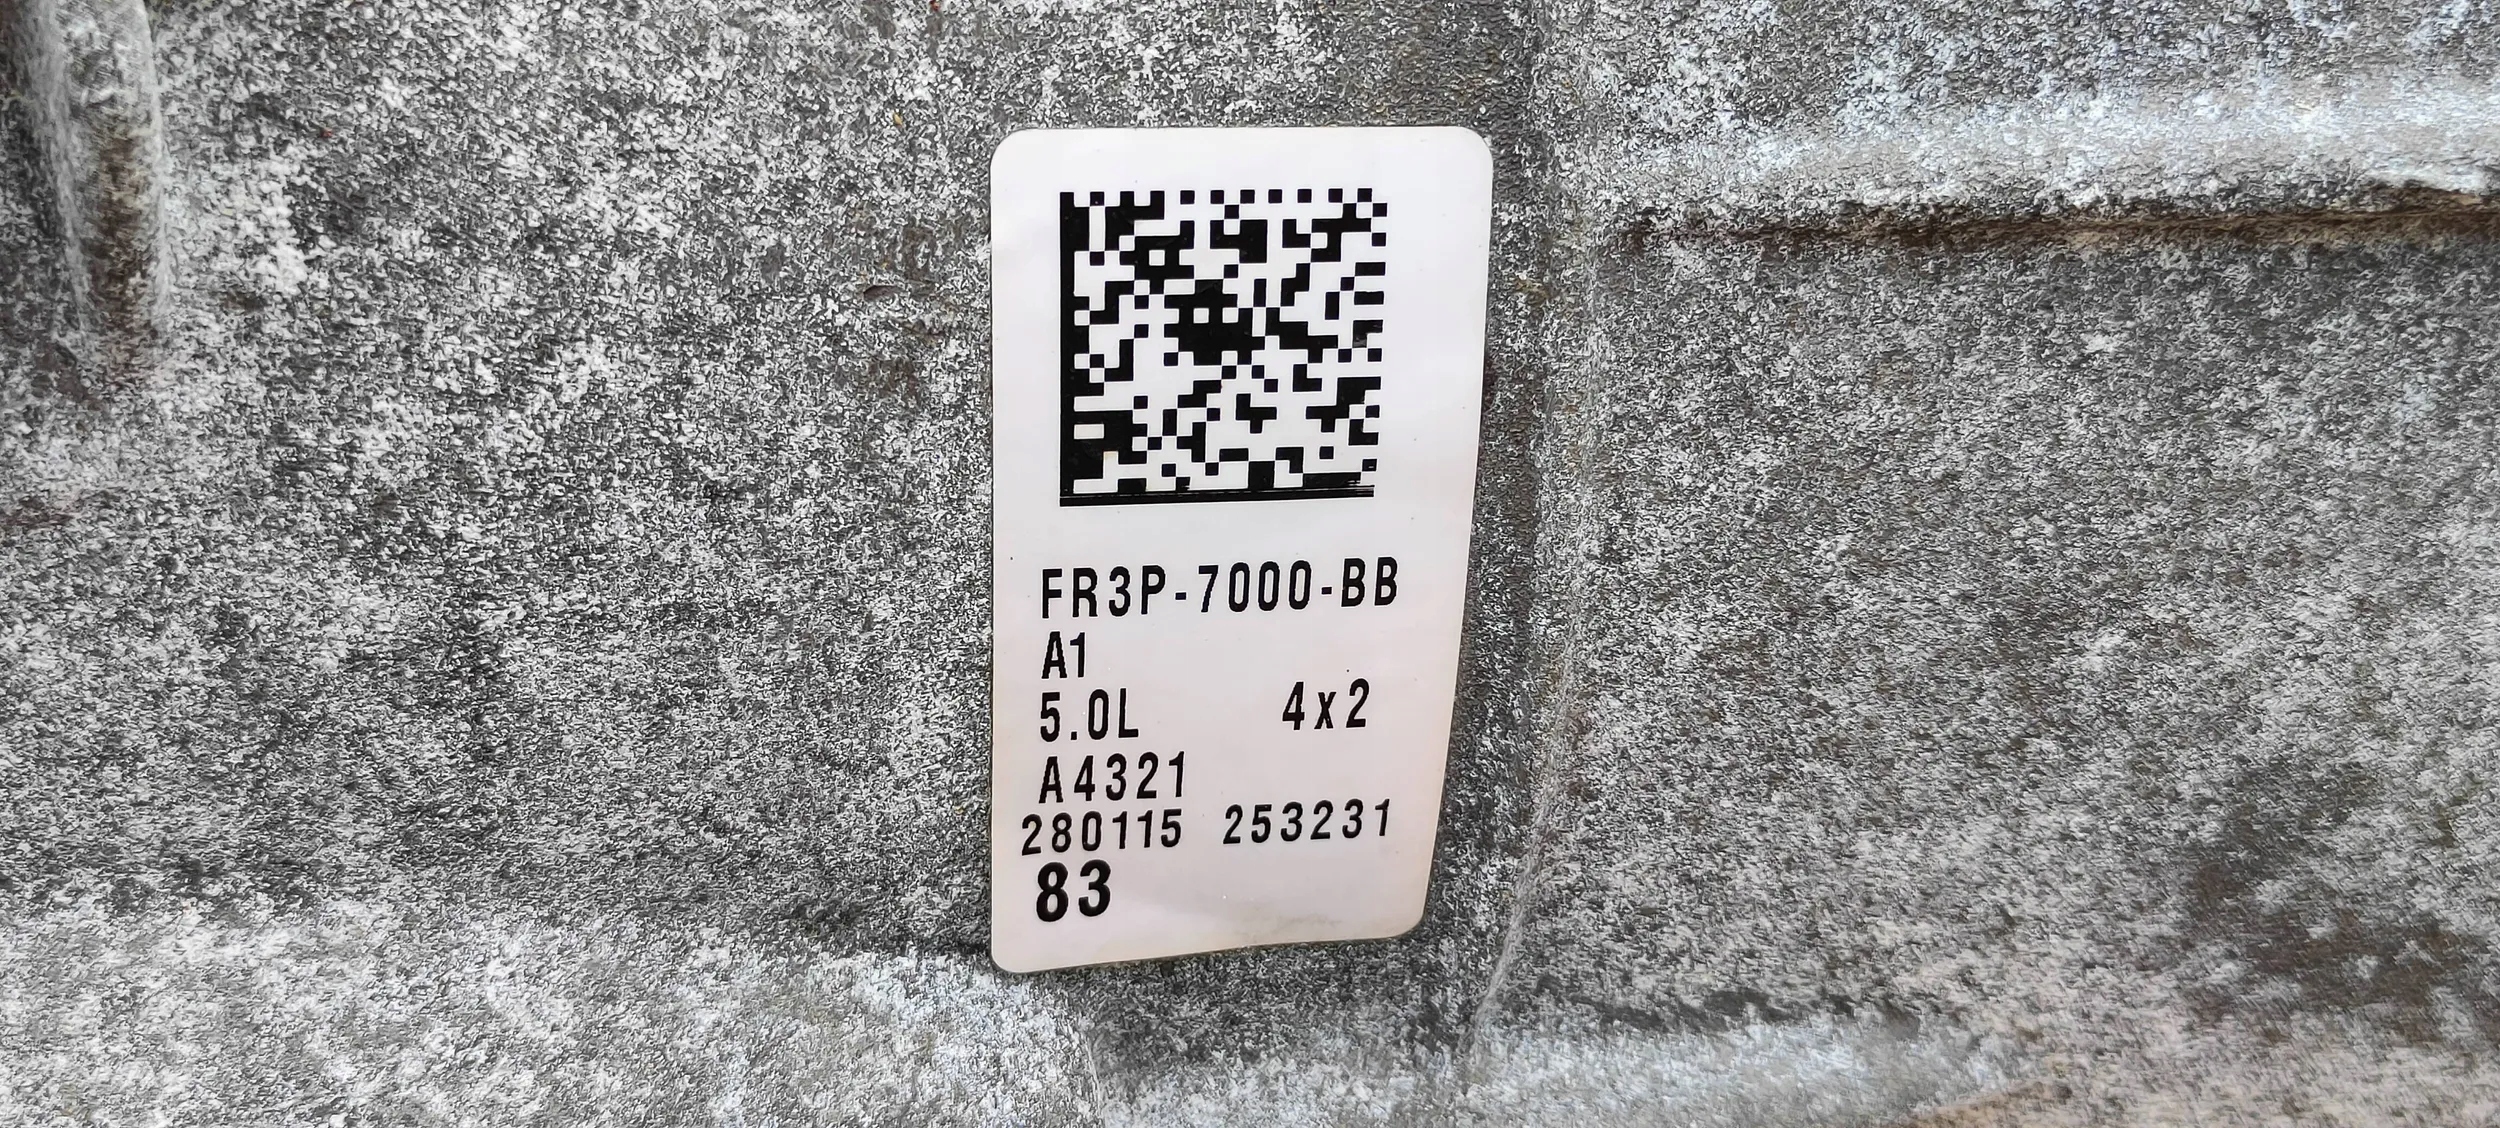 FR3P-7000-BB
A1
5.0L 4x2
A4321
280115 253231
83